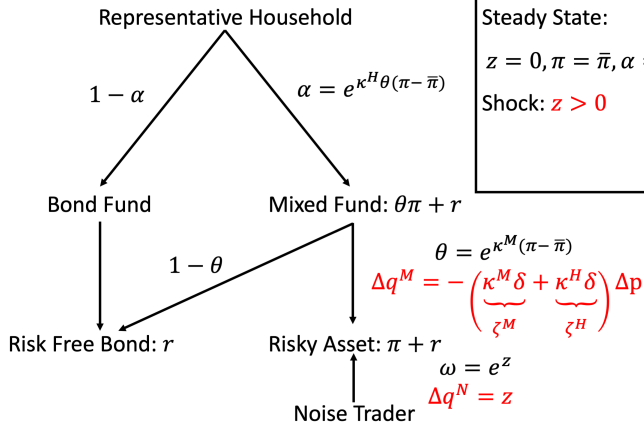 Representative Household
Steady State:
z = 0, π = π̄, α =
Shock: z > 0
1 − α
α = e^{κ^H θ(π − π̄)}
Bond Fund
Mixed Fund: θπ + r
1 − θ
θ = e^{κ^M (π − π̄)}
Δq^M = − (κ^M δ + κ^H δ) Δp
ζ^M ζ^H
Risk Free Bond: r
Risky Asset: π + r
ω = e^z
Δq^N = z
Noise Trader